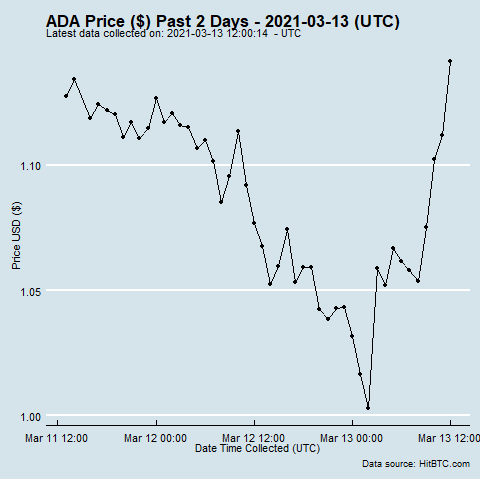 ADA Price ($) Past 2 Days - 2021-03-13 (UTC)
Latest data collected on: 2021-03-13 12:00:14 - UTC
Price USD ($)
1.10
1.05
1.00
Mar 11 12:00 Mar 12 00:00 Mar 12 12:00 Mar 13 00:00 Mar 13 12:00
Date Time Collected (UTC)
Data source: HitBTC.com